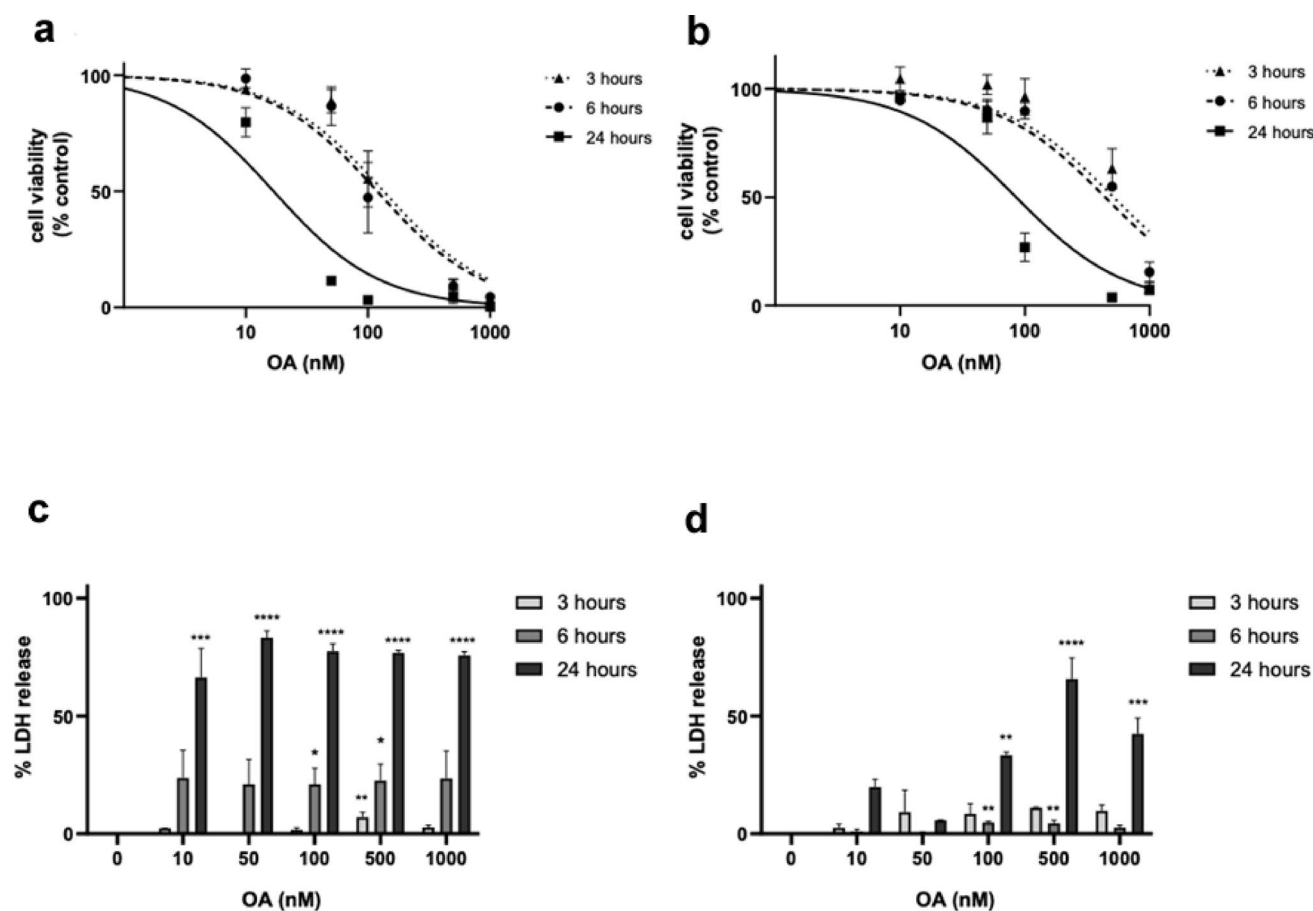 a
100
50
0
cell viability
(% control)
10
100
1000
OA (nM)
3 hours
6 hours
24 hours
b
100
50
0
cell viability
(% control)
10
100
1000
OA (nM)
3 hours
6 hours
24 hours
c
100
50
0
% LDH release
*** **** **** **** ****
** * *
0 10 50 100 500 1000
OA (nM)
3 hours
6 hours
24 hours
d
100
50
0
% LDH release
** **** ***
** **
0 10 50 100 500 1000
OA (nM)
3 hours
6 hours
24 hours